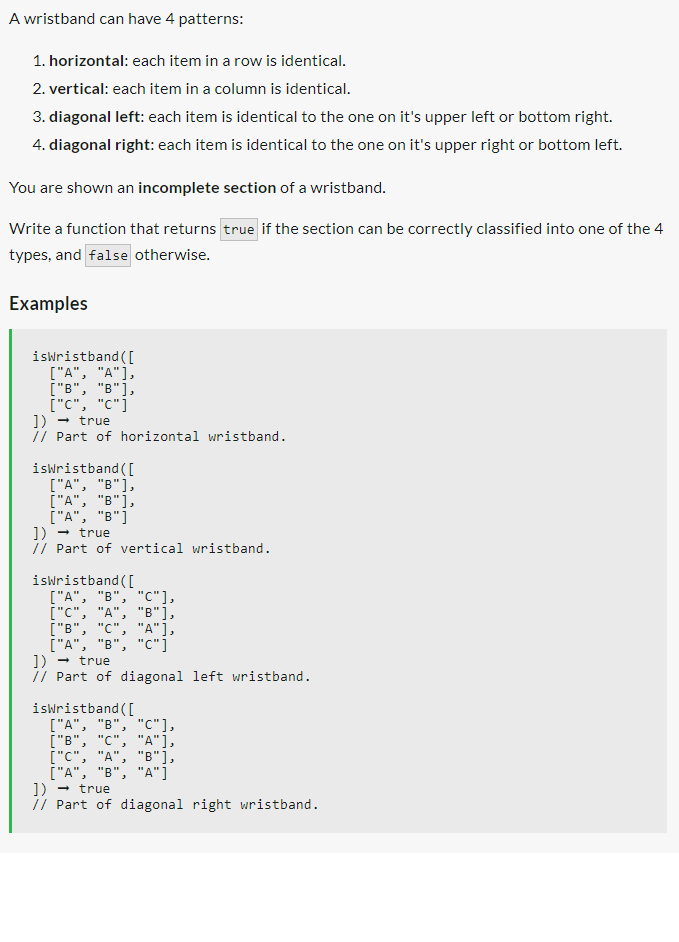 A wristband can have 4 patterns:
1. horizontal: each item in a row is identical.
2. vertical: each item in a column is identical.
3. diagonal left: each item is identical to the one on it's upper left or bottom right.
4. diagonal right: each item is identical to the one on it's upper right or bottom left.
You are shown an incomplete section of a wristband.
Write a function that returns true if the section can be correctly classified into one of the 4
types, and false otherwise.
Examples
isWristband([
["A", "A"],
["B", "B"],
["C", "C"]
]) → true
// Part of horizontal wristband.
isWristband([
["A", "B"],
["A", "B"],
["A", "B"]
]) → true
// Part of vertical wristband.
isWristband([
["A", "B", "C"],
["C", "A", "B"],
["B", "C", "A"],
["A", "B", "C"]
]) → true
// Part of diagonal left wristband.
isWristband([
["A", "B", "C"],
["B", "C", "A"],
["C", "A", "B"],
["A", "B", "A"]
]) → true
// Part of diagonal right wristband.